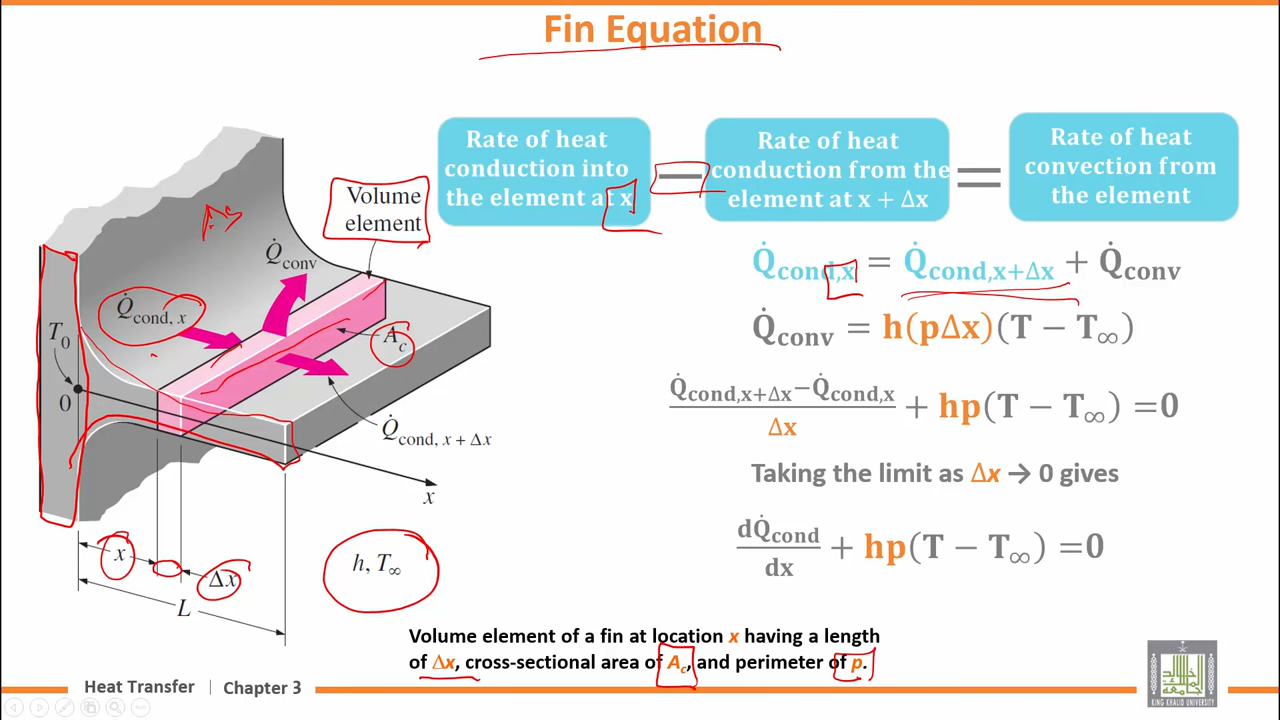 Fin Equation
Rate of heat
conduction into
the element at x
−
Rate of heat
conduction from the
element at x + Δx
=
Rate of heat
convection from
the element
Volume
element
As
Q̇conv
Q̇cond, x
T0
Ac
0
Q̇cond, x + Δx
x
x
Δx
L
h, T∞
Q̇cond,x = Q̇cond,x+Δx + Q̇conv
Q̇conv = h(pΔx)(T − T∞)
Q̇cond,x+Δx−Q̇cond,x
Δx
+ hp(T − T∞) =0
Taking the limit as Δx → 0 gives
dQ̇cond
dx
+ hp(T − T∞) =0
Volume element of a fin at location x having a length
of Δx, cross-sectional area of Ac, and perimeter of p.
Heat Transfer | Chapter 3
KING KHALID UNIVERSITY